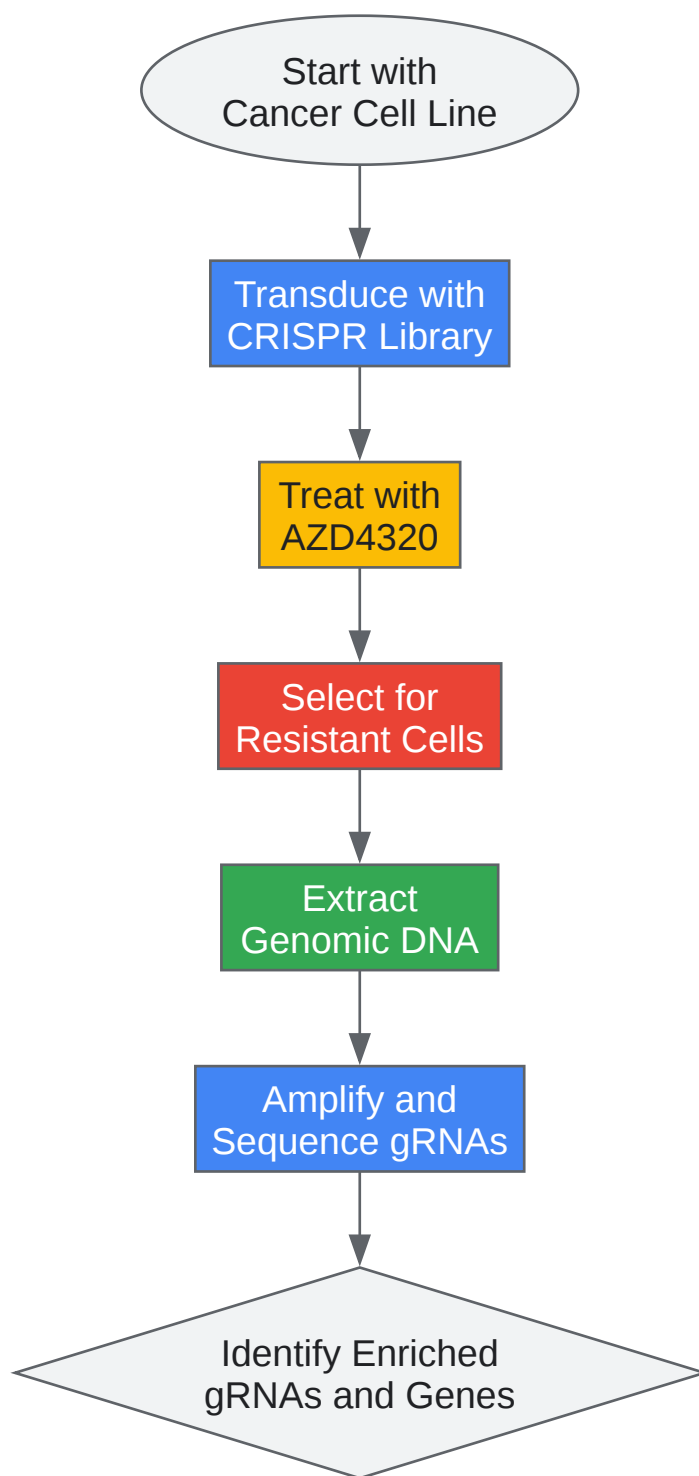 Start with
Cancer Cell Line
Transduce with
CRISPR Library
Treat with
AZD4320
Select for
Resistant Cells
Extract
Genomic DNA
Amplify and
Sequence gRNAs
Identify Enriched
gRNAs and Genes